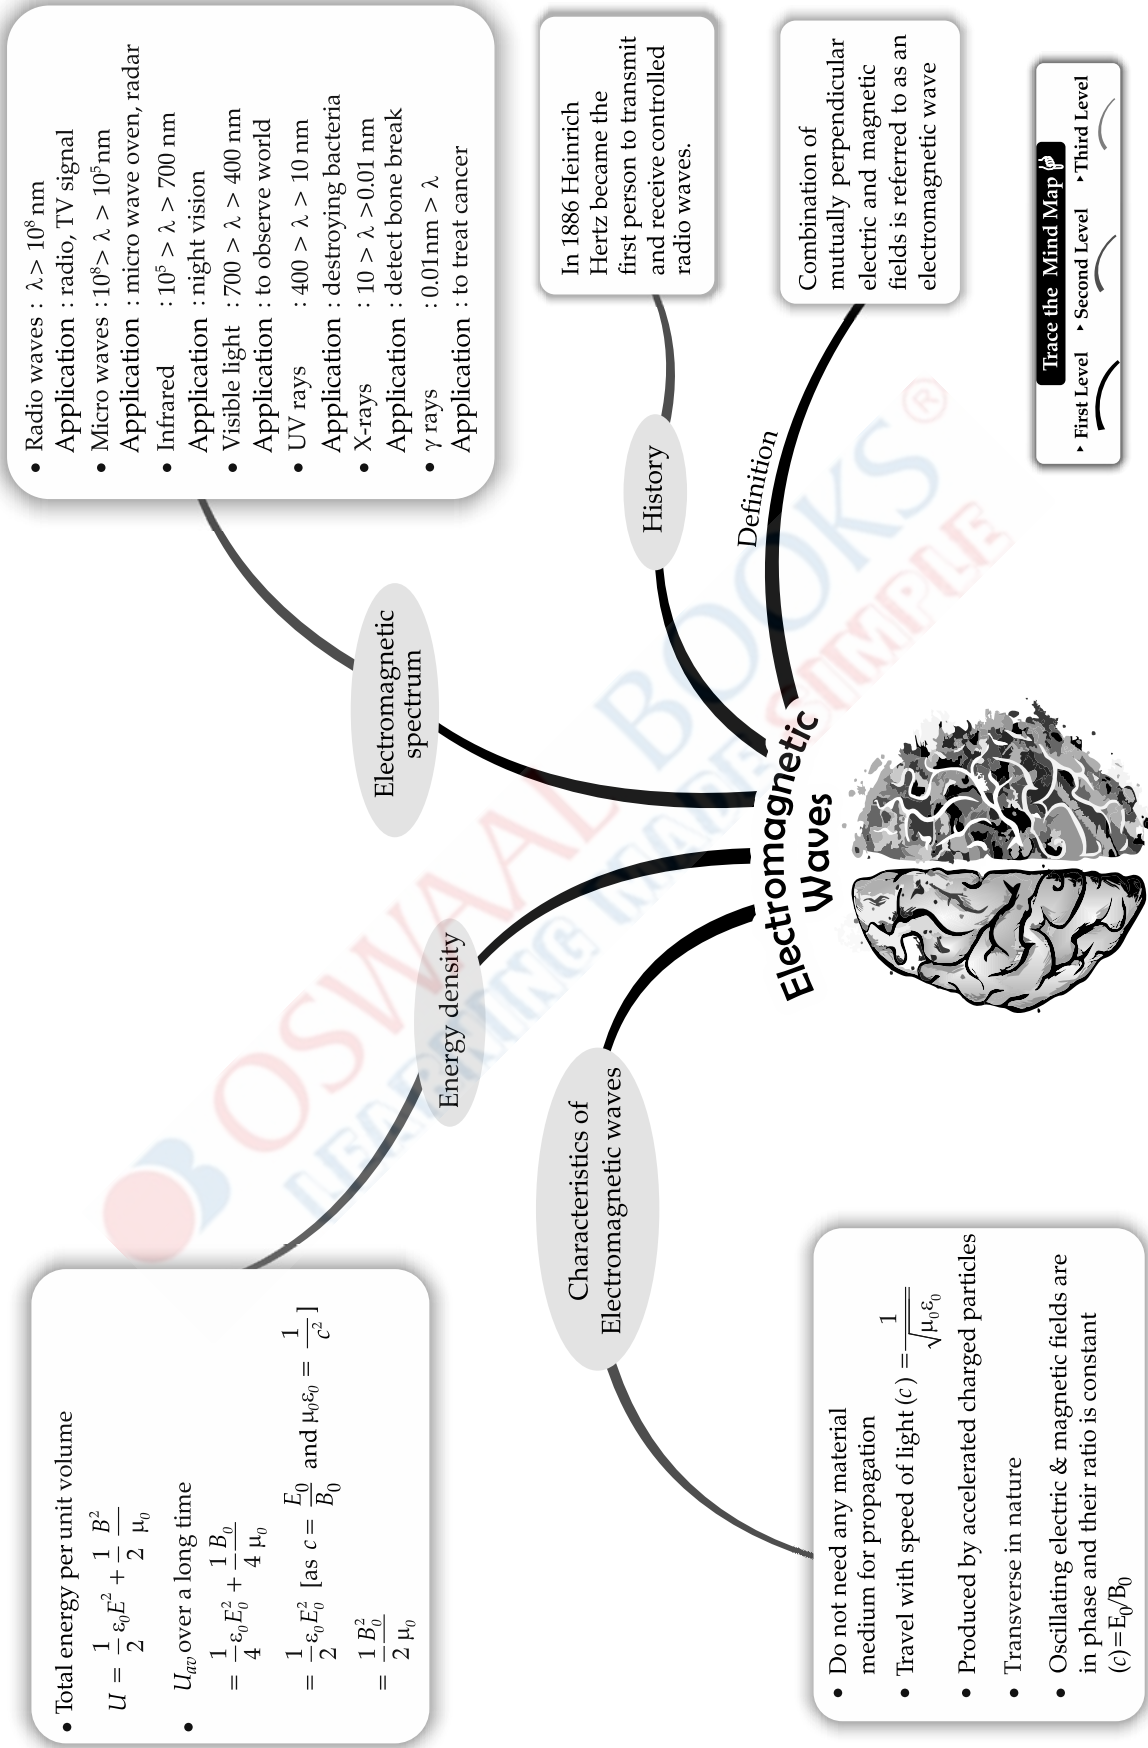 • Total energy per unit volume
U = 1/2 ε₀E² + 1/2 B²/μ₀
• U_av over a long time
= 1/4 ε₀E₀² + 1/4 B₀/μ₀
= 1/2 ε₀E₀² [as c = E₀/B₀ and μ₀ε₀ = 1/c² ]
= 1/2 B₀²/μ₀
Energy density
• Radio waves : λ > 10⁸ nm
Application : radio, TV signal
• Micro waves : 10⁸ > λ > 10⁵ nm
Application : micro wave oven, radar
• Infrared : 10⁵ > λ > 700 nm
Application : night vision
• Visible light : 700 > λ > 400 nm
Application : to observe world
• UV rays : 400 > λ > 10 nm
Application : destroying bacteria
• X-rays : 10 > λ >0.01 nm
Application : detect bone break
• γ rays : 0.01nm > λ
Application : to treat cancer
Electromagnetic
spectrum
In 1886 Heinrich
Hertz became the
first person to transmit
and receive controlled
radio waves.
History
Combination of
mutually perpendicular
electric and magnetic
fields is referred to as an
electromagnetic wave
Definition
Characteristics of
Electromagnetic waves
• Do not need any material
medium for propagation
• Travel with speed of light (c) = 1/√μ₀ε₀
• Produced by accelerated charged particles
• Transverse in nature
• Oscillating electric & magnetic fields are
in phase and their ratio is constant
(c)=E₀/B₀
Electromagnetic
Waves
Trace the Mind Map
‣ First Level ‣ Second Level ‣ Third Level
OSWAAL BOOKS ®
LEARNING MADE SIMPLE